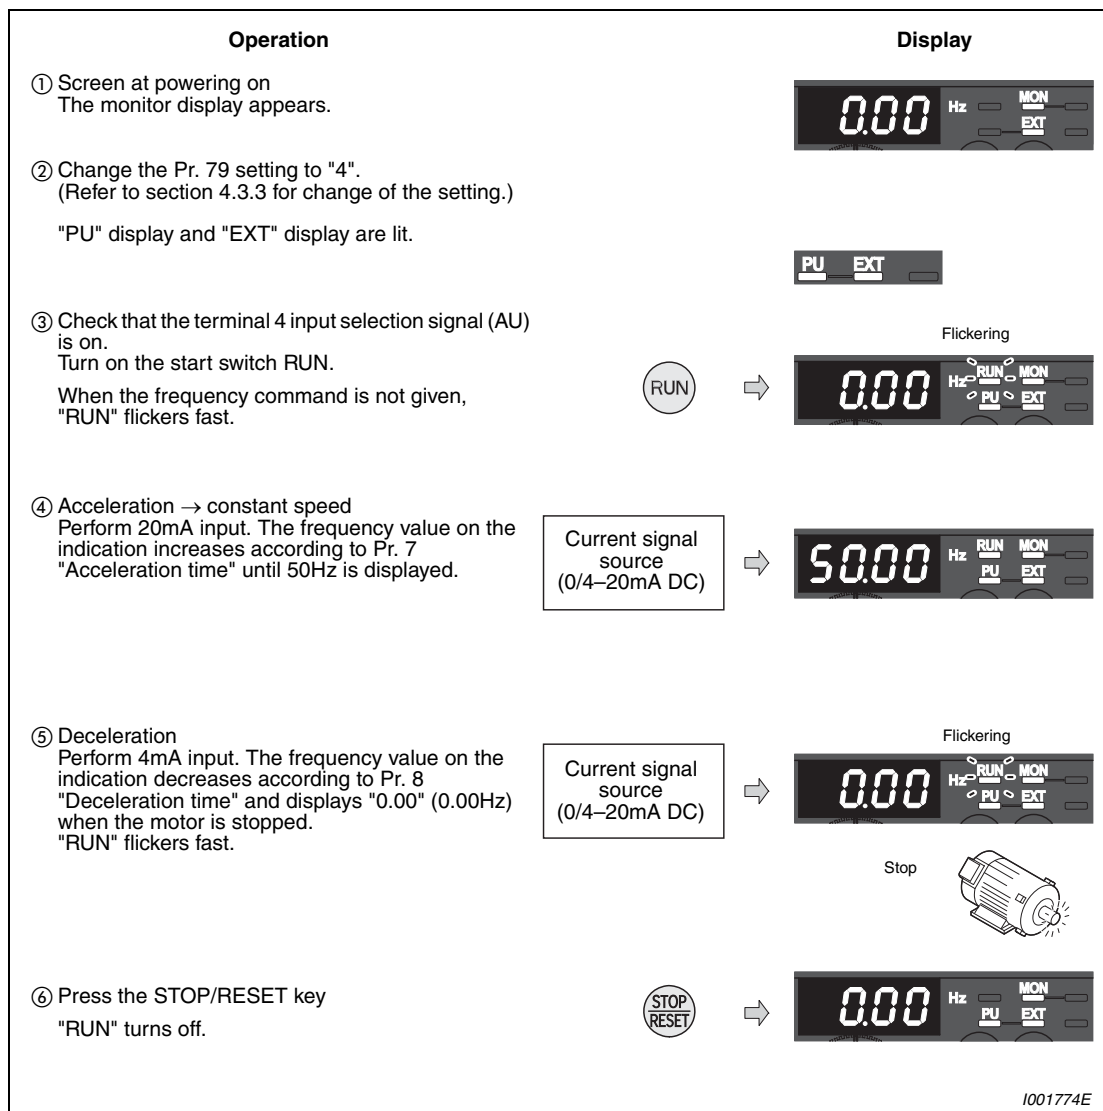 Operation
Display
① Screen at powering on
The monitor display appears.
0.00 Hz MON
EXT
② Change the Pr. 79 setting to "4".
(Refer to section 4.3.3 for change of the setting.)
"PU" display and "EXT" display are lit.
PU EXT
③ Check that the terminal 4 input selection signal (AU)
is on.
Turn on the start switch RUN.
When the frequency command is not given,
"RUN" flickers fast.
RUN
Flickering
0.00 Hz RUN MON
PU EXT
④ Acceleration → constant speed
Perform 20mA input. The frequency value on the
indication increases according to Pr. 7
"Acceleration time" until 50Hz is displayed.
Current signal
source
(0/4–20mA DC)
50.00 Hz RUN MON
PU EXT
⑤ Deceleration
Perform 4mA input. The frequency value on the
indication decreases according to Pr. 8
"Deceleration time" and displays "0.00" (0.00Hz)
when the motor is stopped.
"RUN" flickers fast.
Current signal
source
(0/4–20mA DC)
Flickering
0.00 Hz RUN MON
PU EXT
Stop
⑥ Press the STOP/RESET key
"RUN" turns off.
STOP
RESET
0.00 Hz MON
PU EXT
I001774E